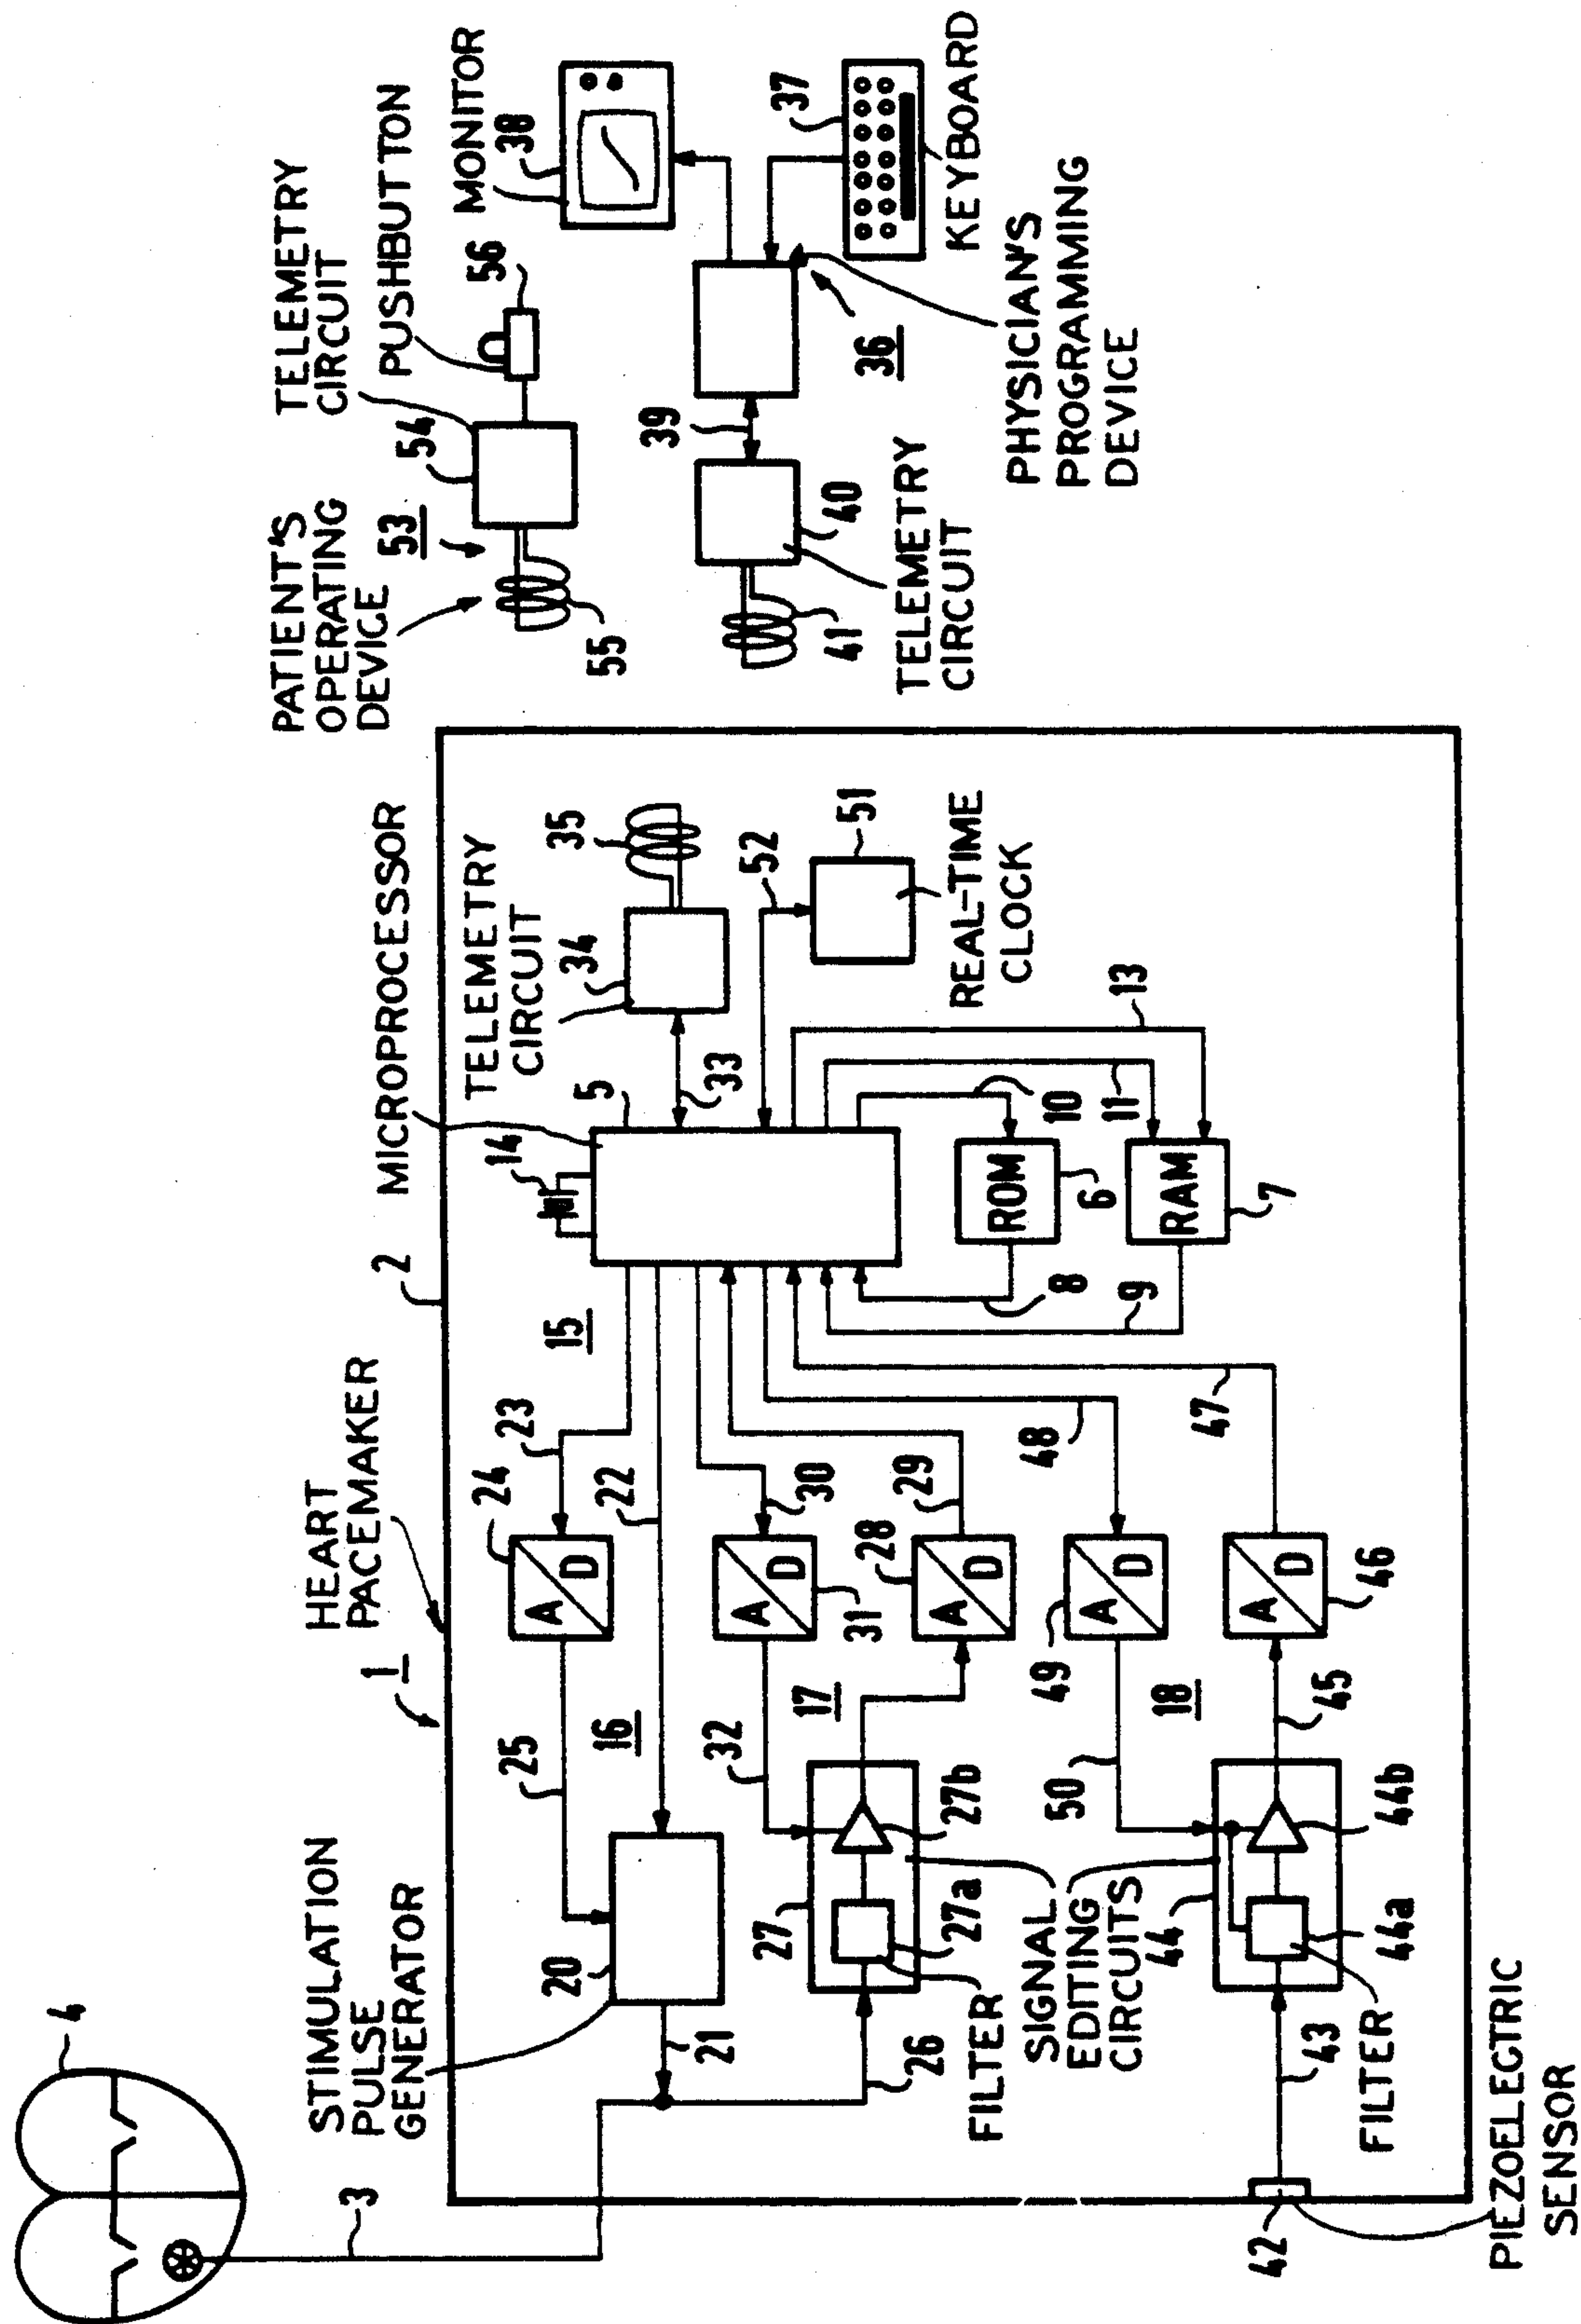 4
3
HEART
PACEMAKER
1
2
MICROPROCESSOR
STIMULATION
PULSE
GENERATOR
20
21
25
24
A
D
23
22
16
15
14
5
TELEMETRY
CIRCUIT
34
35
33
52
51
REAL-TIME
CLOCK
13
11
10
ROM
6
RAM
7
8
9
32
31
A
D
30
17
27
27a
27b
26
FILTER
28
A
D
29
SIGNAL
EDITING
CIRCUITS
50
49
A
D
48
18
44
44a
44b
43
FILTER
45
46
A
D
47
42
PIEZOELECTRIC
SENSOR
PATIENT'S
OPERATING
DEVICE
53
55
54
TELEMETRY
CIRCUIT
PUSHBUTTON
56
MONITOR
38
37
KEYBOARD
36
PHYSICIAN'S
PROGRAMMING
DEVICE
39
40
41
TELEMETRY
CIRCUIT